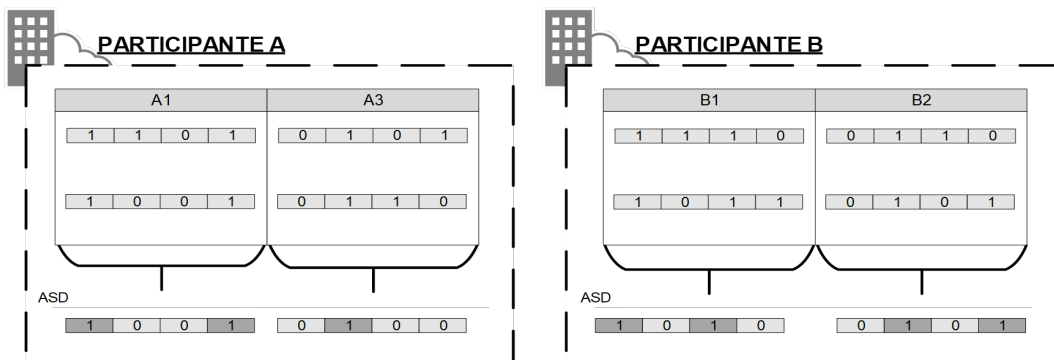 PARTICIPANTE A
PARTICIPANTE B
A1 A3
B1 B2
1 1 0 1 0 1 0 1
1 1 1 0 0 1 1 0
1 0 0 1 0 1 1 0
1 0 1 1 0 1 0 1
ASD
ASD
1 0 0 1 0 1 0 0
1 0 1 0 0 1 0 1